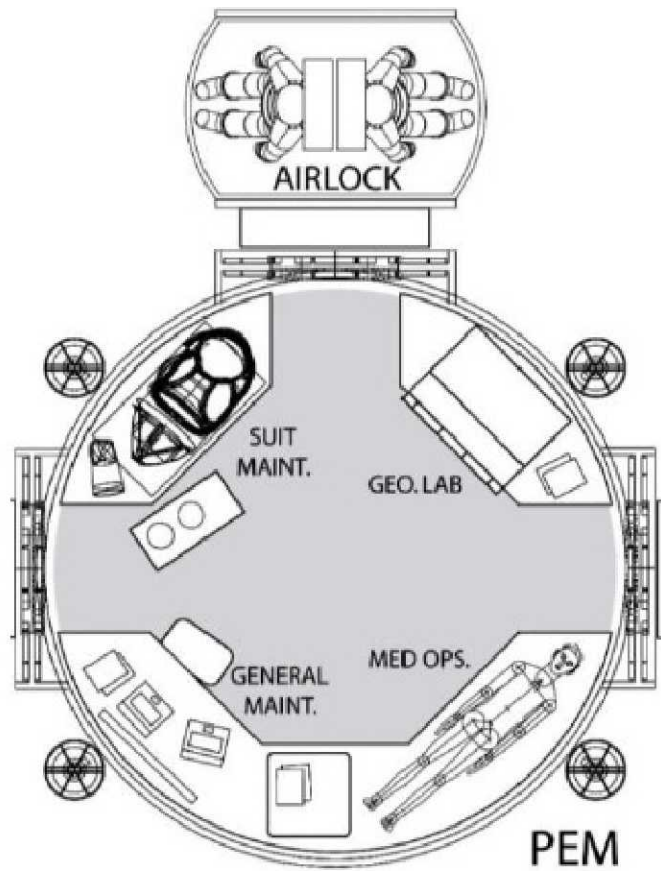 AIRLOCK
SUIT
MAINT.
GEO. LAB
GENERAL
MAINT.
MED OPS.
PEM